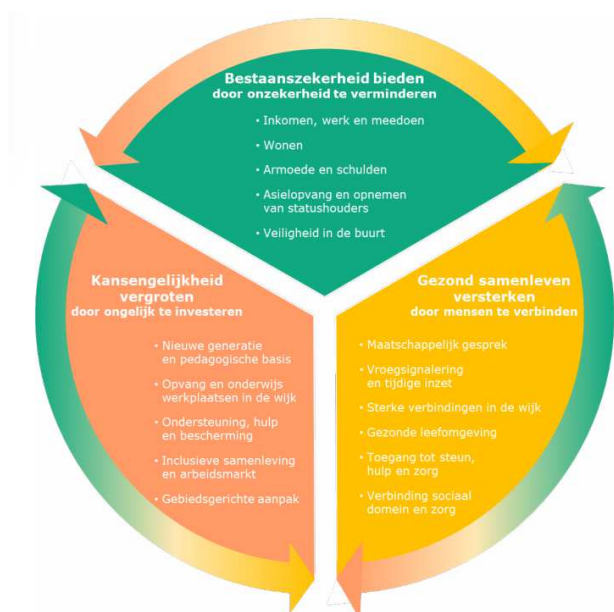 Bestaanszekerheid bieden
door onzekerheid te verminderen
• Inkomen, werk en meedoen
• Wonen
• Armoede en schulden
• Asielopvang en opnemen
van statushouders
• Veiligheid in de buurt
Kansengelijkheid
vergroten
door ongelijk te investeren
• Nieuwe generatie
en pedagogische basis
• Opvang en onderwijs
werkplaatsen in de wijk
• Ondersteuning, hulp
en bescherming
• Inclusieve samenleving
en arbeidsmarkt
• Gebiedsgerichte aanpak
Gezond samenleven
versterken
door mensen te verbinden
• Maatschappelijk gesprek
• Vroegsignalering
en tijdige inzet
• Sterke verbindingen in de wijk
• Gezonde leefomgeving
• Toegang tot steun,
hulp en zorg
• Verbinding sociaal
domein en zorg